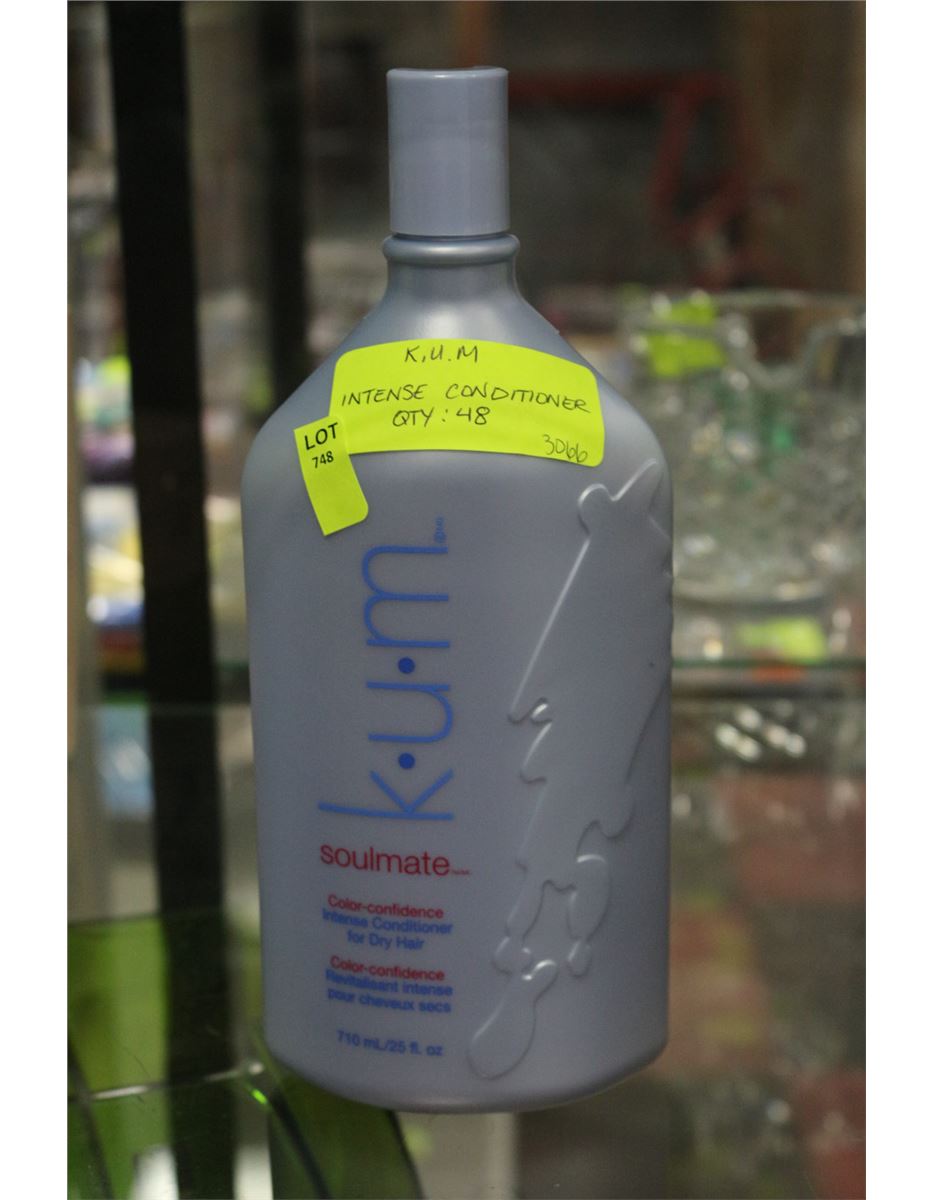 K.U.M
INTENSE CONDITIONER
QTY: 48
3066
LOT
748
k·u·m
soulmate
Color-confidence
Intense Conditioner
for Dry Hair
Color-confidence
Revitalisant intense
pour cheveux secs
710 mL/25 fl. oz